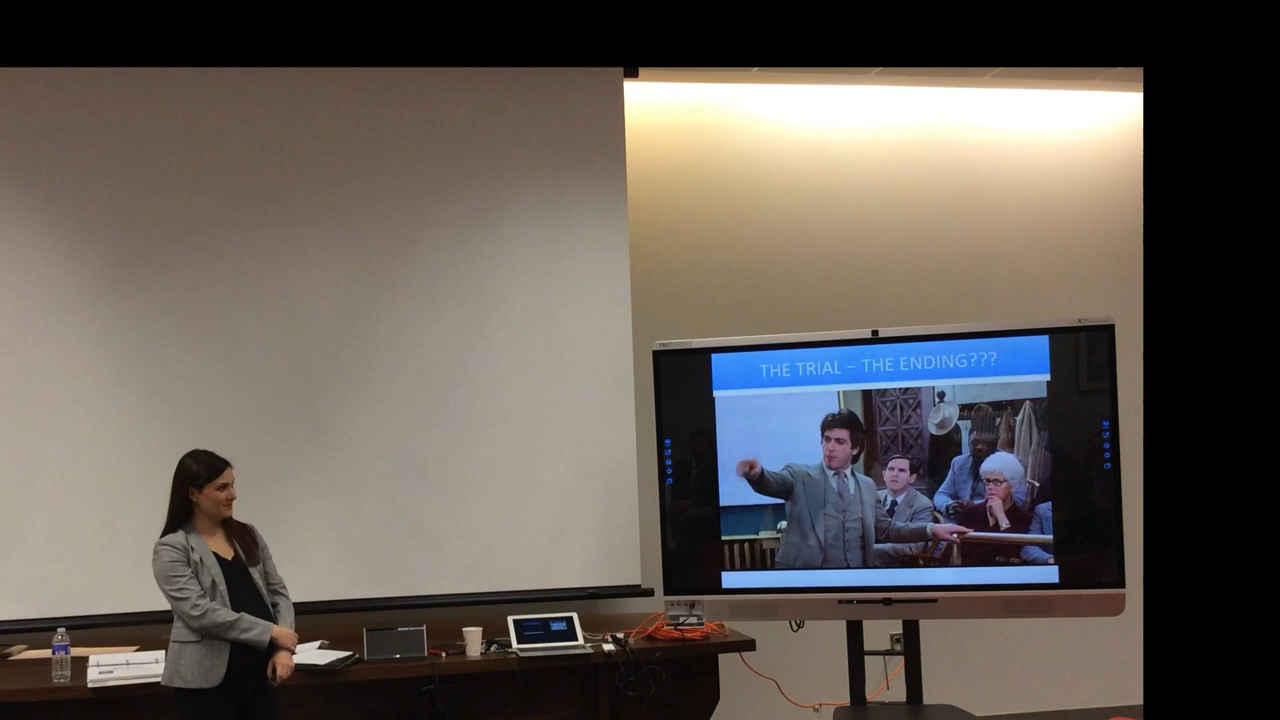 THE TRIAL – THE ENDING???